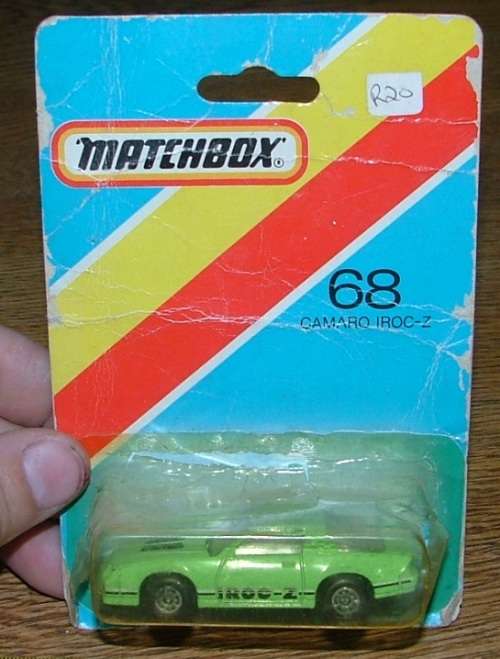 R20
MATCHBOX®
68
CAMARO IROC-Z
IROC-Z